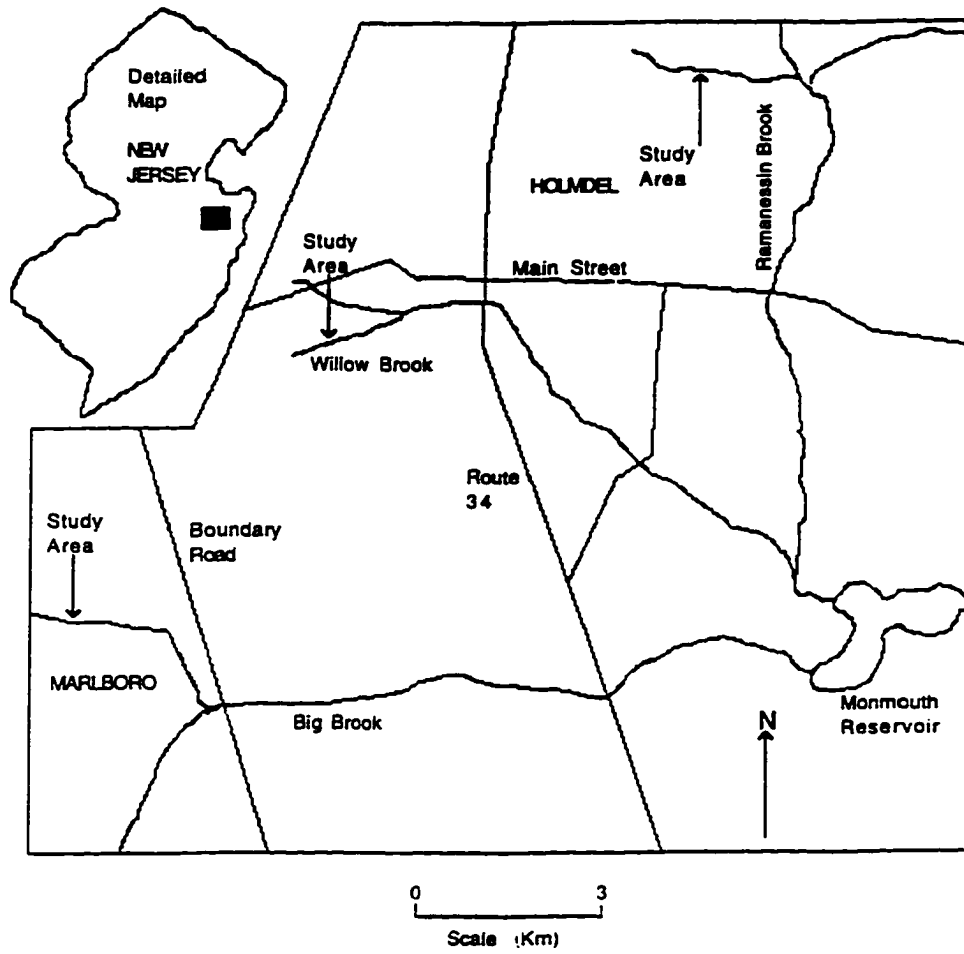 Detailed
Map
NEW
JERSEY
Study
Area
HOLMDEL
Ramanessin Brook
Study
Area
Main Street
Willow Brook
Route
34
Study
Area
Boundary
Road
MARLBORO
Big Brook
N
Monmouth
Reservoir
0 3
Scale (Km)